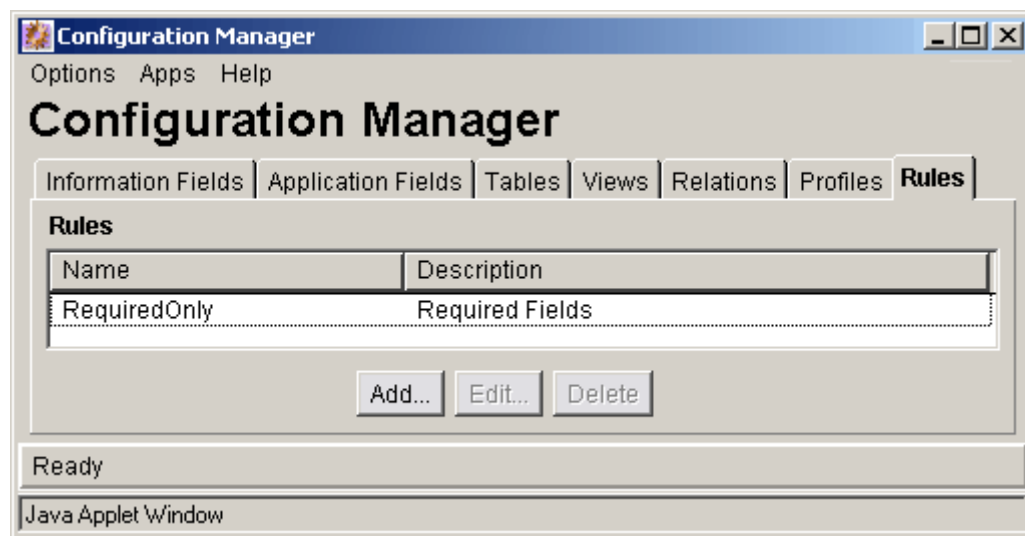 Configuration Manager
Options Apps Help
Configuration Manager
Information Fields Application Fields Tables Views Relations Profiles Rules
Rules
Name Description
RequiredOnly Required Fields
Add... Edit... Delete
Ready
Java Applet Window